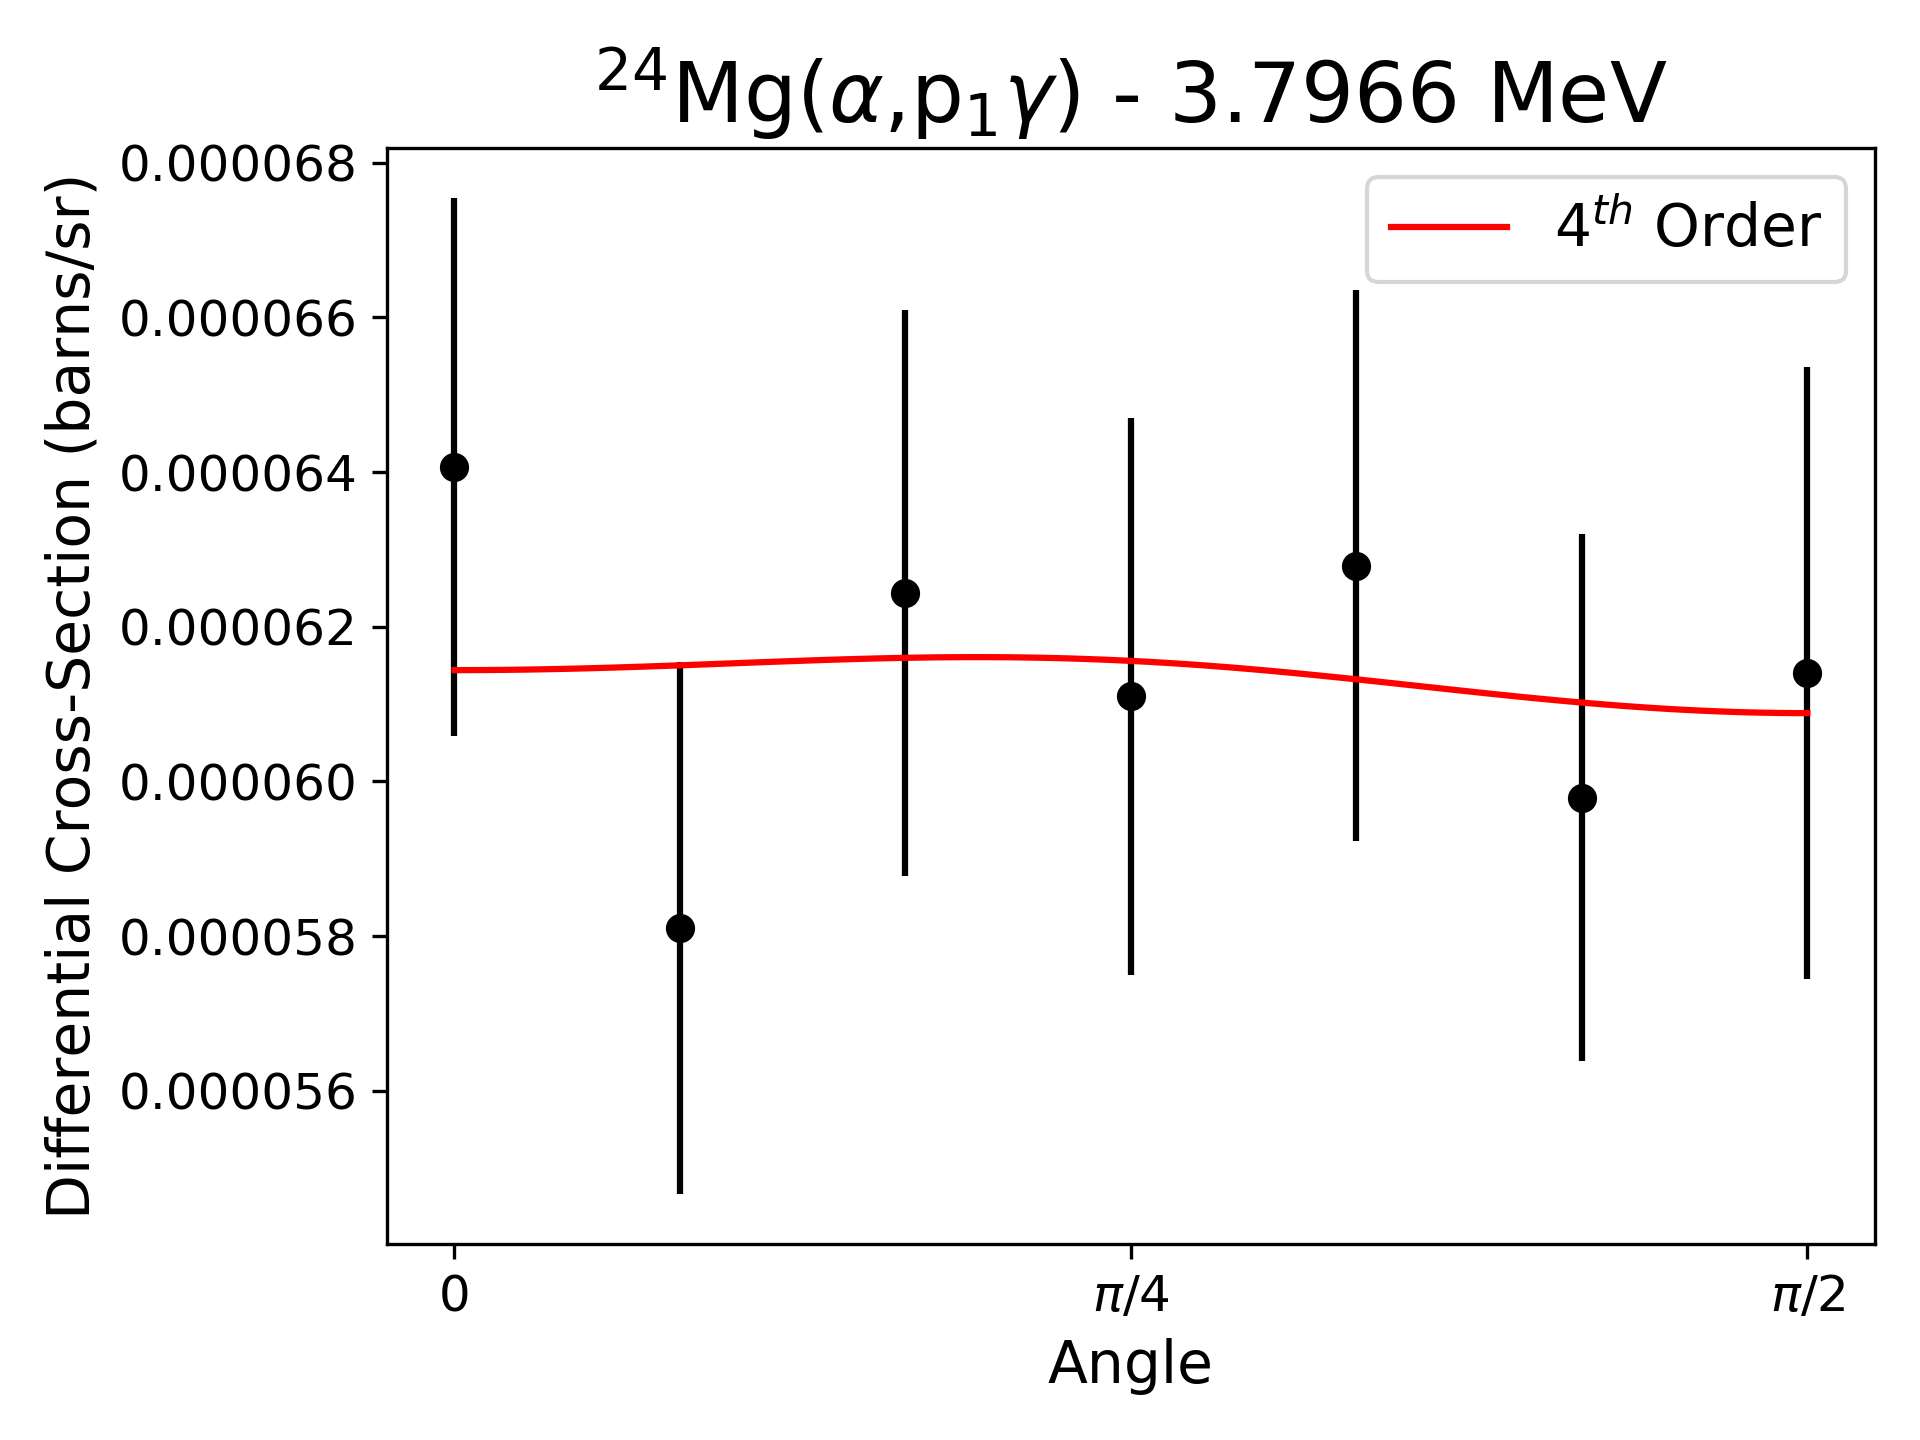 ²⁴Mg(α,p₁γ) - 3.7966 MeV
Differential Cross-Section (barns/sr)
0.000068
0.000066
0.000064
0.000062
0.000060
0.000058
0.000056
4ᵗʰ Order
0
π/4
π/2
Angle